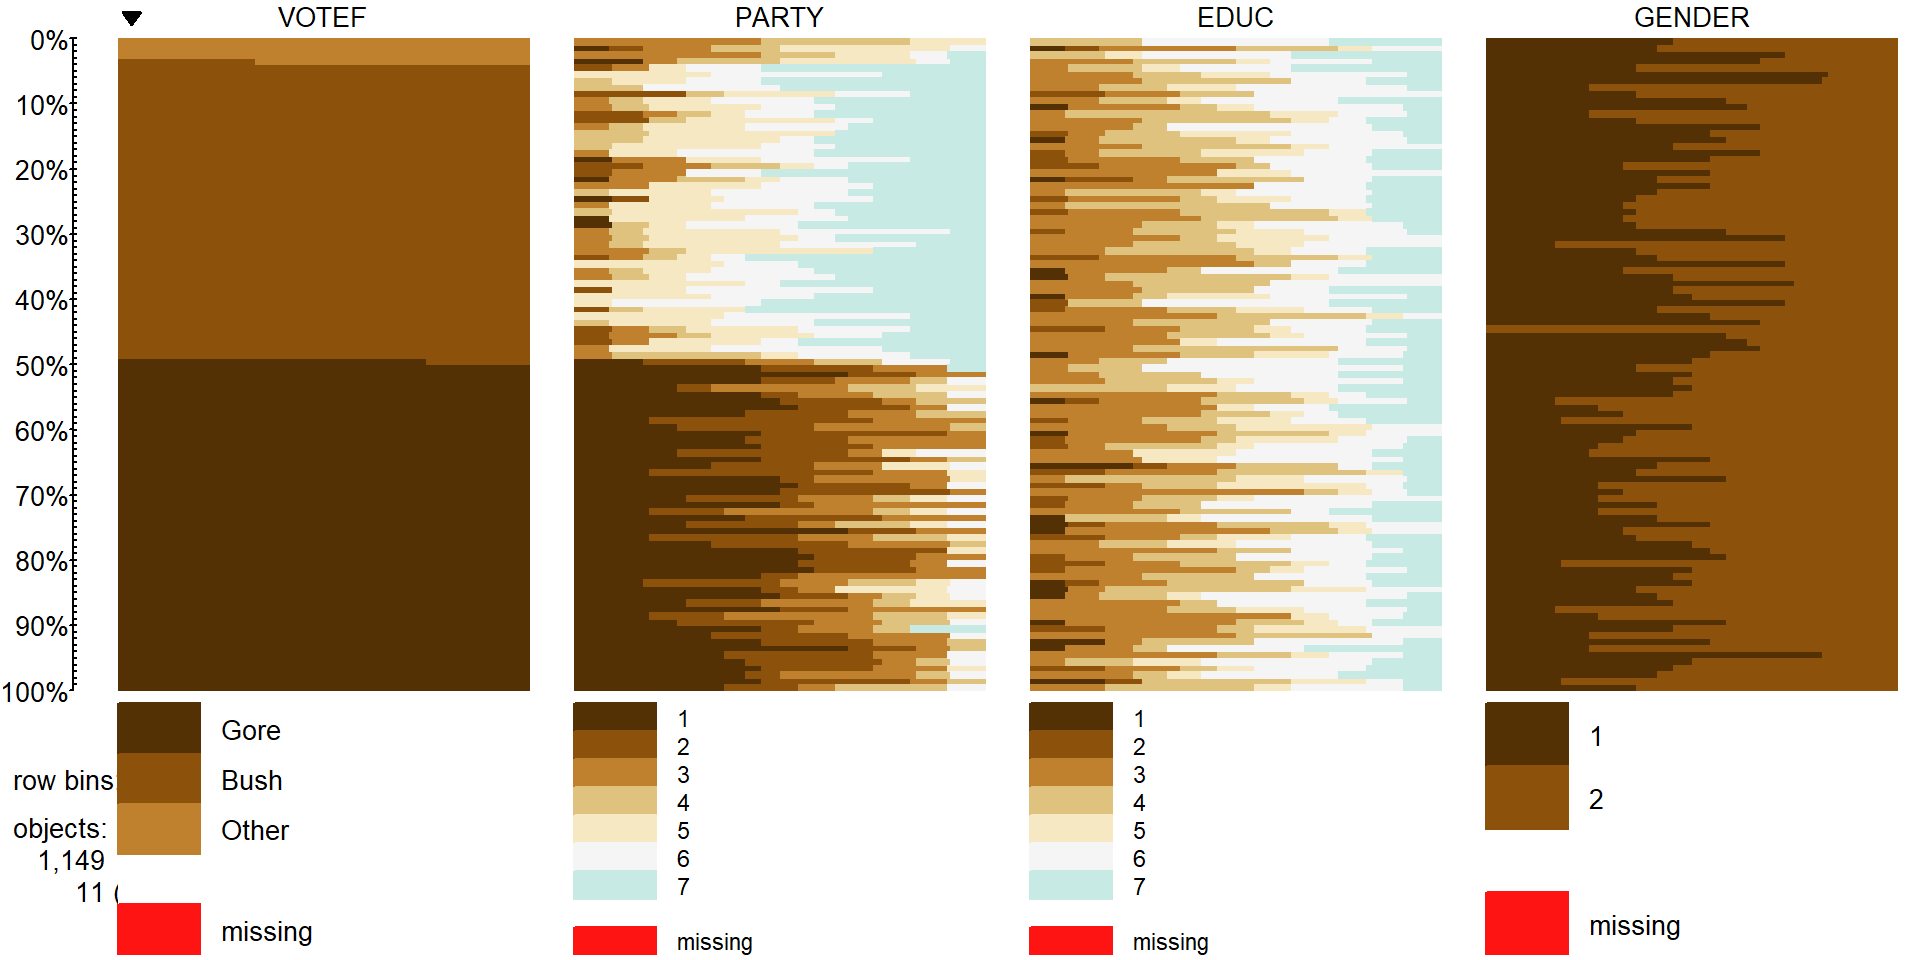 VOTEF PARTY EDUC GENDER
0%
10%
20%
30%
40%
50%
60%
70%
80%
90%
100%
row bins:
objects:
1,149
11 (
Gore
Bush
Other
missing
1
2
3
4
5
6
7
missing
1
2
3
4
5
6
7
missing
1
2
missing